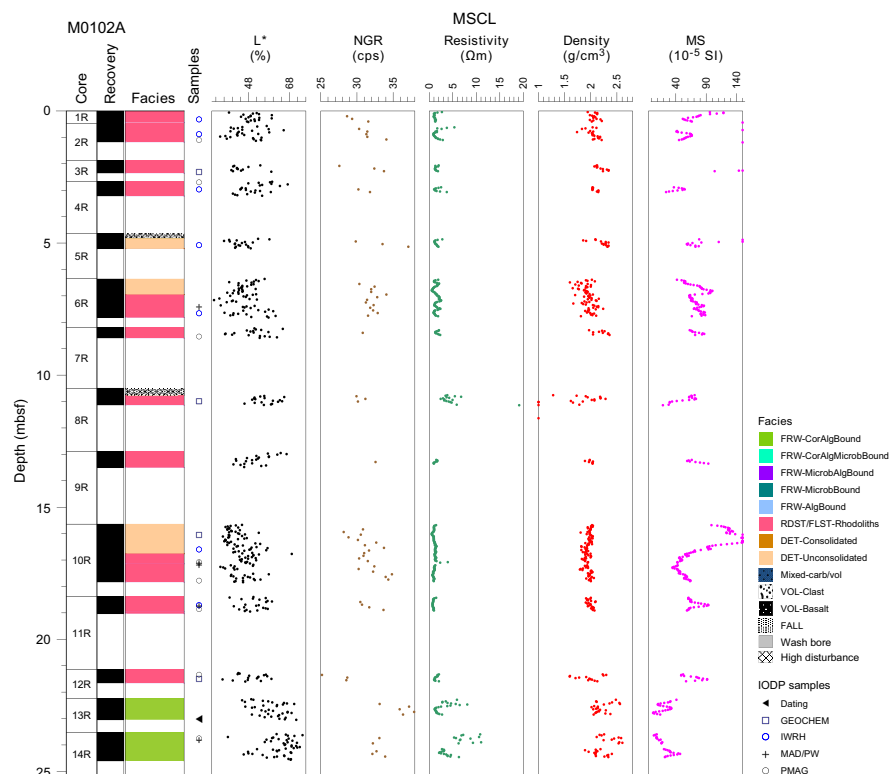 MSCL
M0102A
L*
(%)
NGR
(cps)
Resistivity
(Ωm)
Density
(g/cm³)
MS
(10⁻⁵ SI)
Core
Recovery
Facies
Samples
48 68
25 30 35
0 5 10 15 20
1 1.5 2 2.5
40 90 140
Depth (mbsf)
0
5
10
15
20
25
1R
2R
3R
4R
5R
6R
7R
8R
9R
10R
11R
12R
13R
14R
Facies
FRW-CorAlgBound
FRW-CorAlgMicrobBound
FRW-MicrobAlgBound
FRW-MicrobBound
FRW-AlgBound
RDST/FLST-Rhodoliths
DET-Consolidated
DET-Unconsolidated
Mixed-carb/vol
VOL-Clast
VOL-Basalt
FALL
Wash bore
High disturbance
IODP samples
Dating
GEOCHEM
IWRH
MAD/PW
PMAG